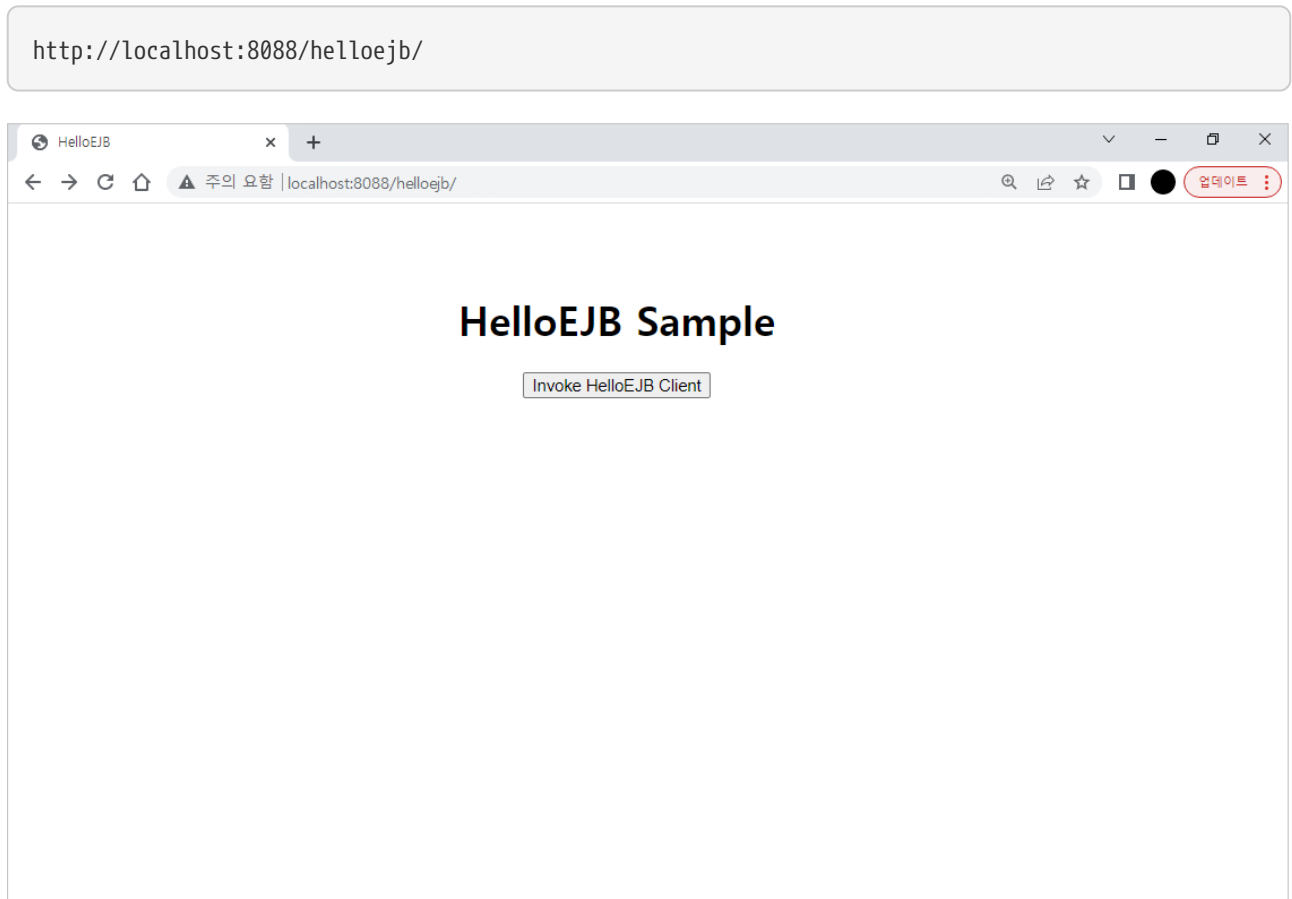 http://localhost:8088/helloejb/
HelloEJB
주의 요함 localhost:8088/helloejb/ 업데이트
HelloEJB Sample
Invoke HelloEJB Client